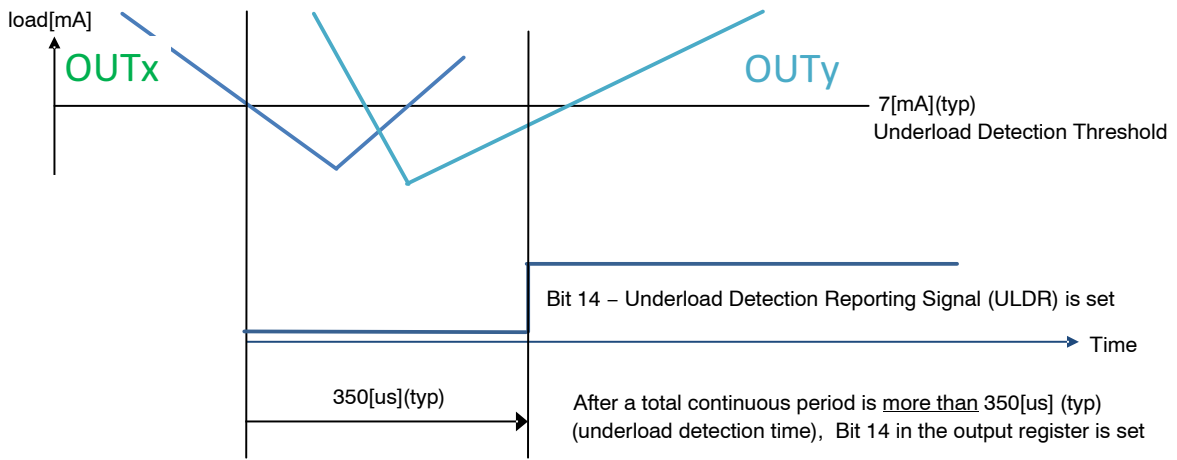 load[mA]
OUTx
OUTy
7[mA](typ)
Underload Detection Threshold
Bit 14 − Underload Detection Reporting Signal (ULDR) is set
Time
350[us](typ)
After a total continuous period is more than 350[us] (typ)
(underload detection time), Bit 14 in the output register is set